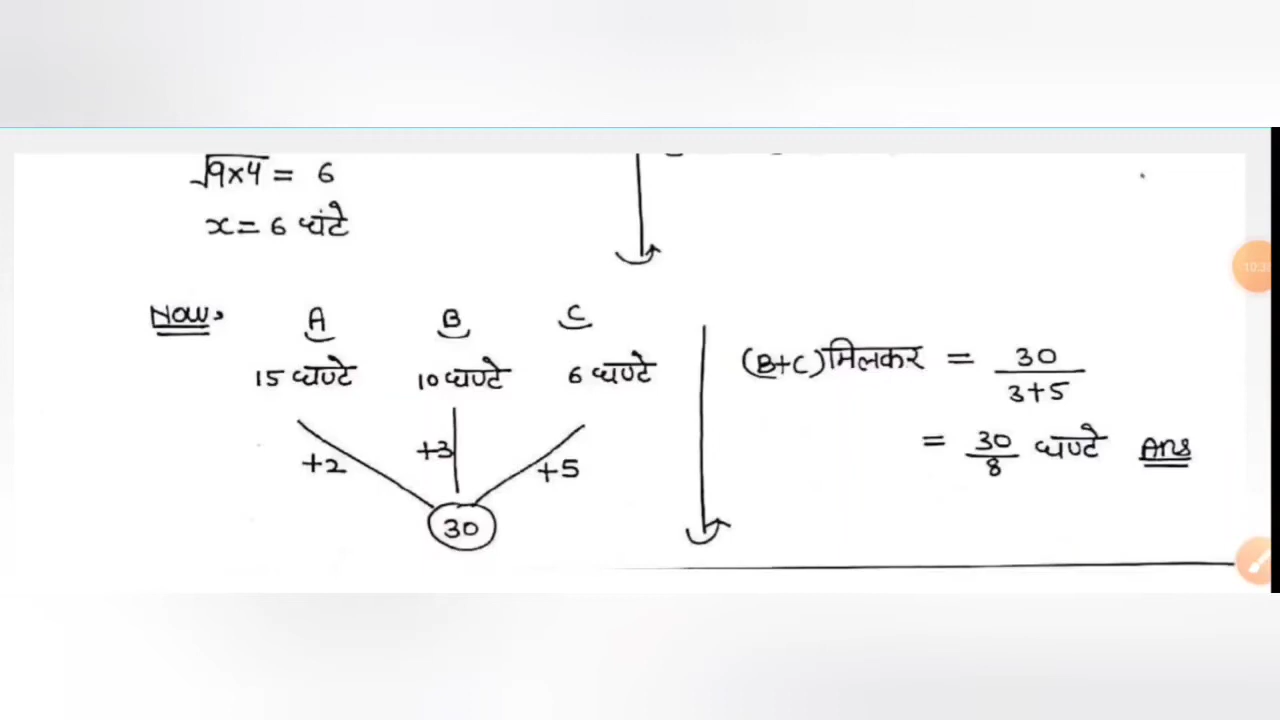 √9×4 = 6
x = 6 घंटे
Now,
A B C
15 घण्टे 10 घण्टे 6 घण्टे
+2 +3 +5
30
(B+C) मिलकर = 30/3+5
= 30/8 घण्टे Ans